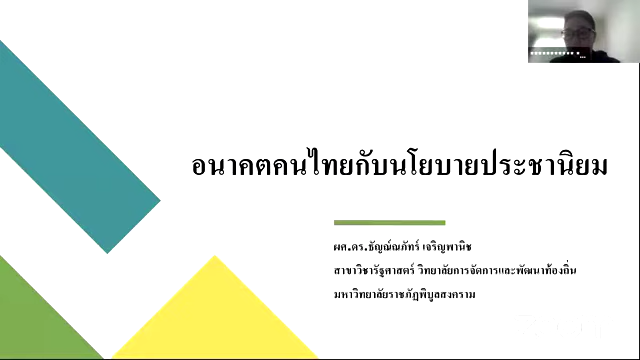 อนาคตคนไทยกับนโยบายประชานิยม
ผศ.ดร.ธัญณ์ณภัทร์ เจริญพานิช
สาขาวิชารัฐศาสตร์ วิทยาลัยการจัดการและพัฒนาท้องถิ่น
มหาวิทยาลัยราชภัฏพิบูลสงคราม